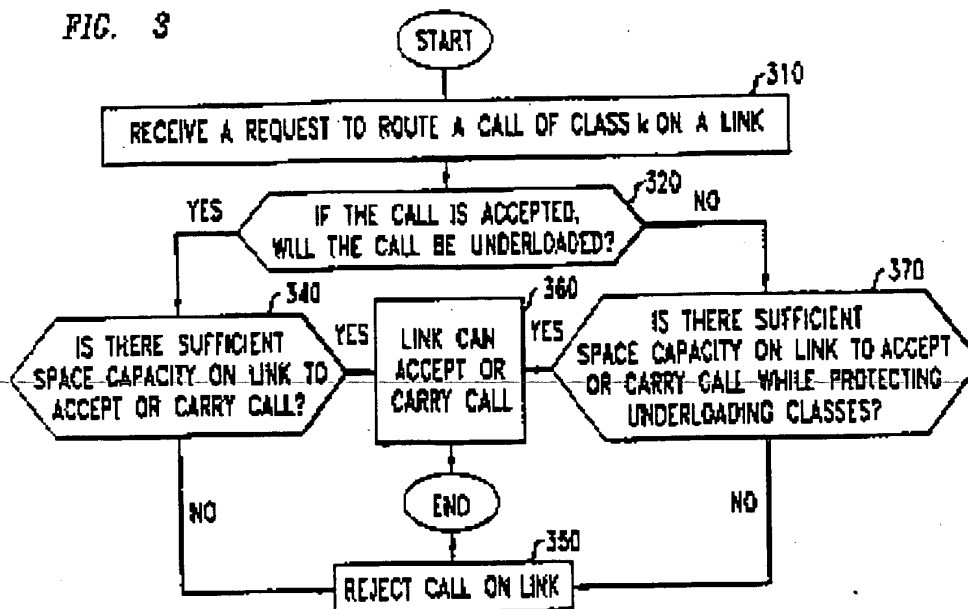 FIG. 3
START
310
RECEIVE A REQUEST TO ROUTE A CALL OF CLASS k ON A LINK
320
YES
IF THE CALL IS ACCEPTED,
WILL THE CALL BE UNDERLOADED?
NO
340
IS THERE SUFFICIENT
SPACE CAPACITY ON LINK TO
ACCEPT OR CARRY CALL?
YES
360
LINK CAN
ACCEPT OR
CARRY CALL
YES
370
IS THERE SUFFICIENT
SPACE CAPACITY ON LINK TO ACCEPT
OR CARRY CALL WHILE PROTECTING
UNDERLOADING CLASSES?
NO
END
NO
350
REJECT CALL ON LINK